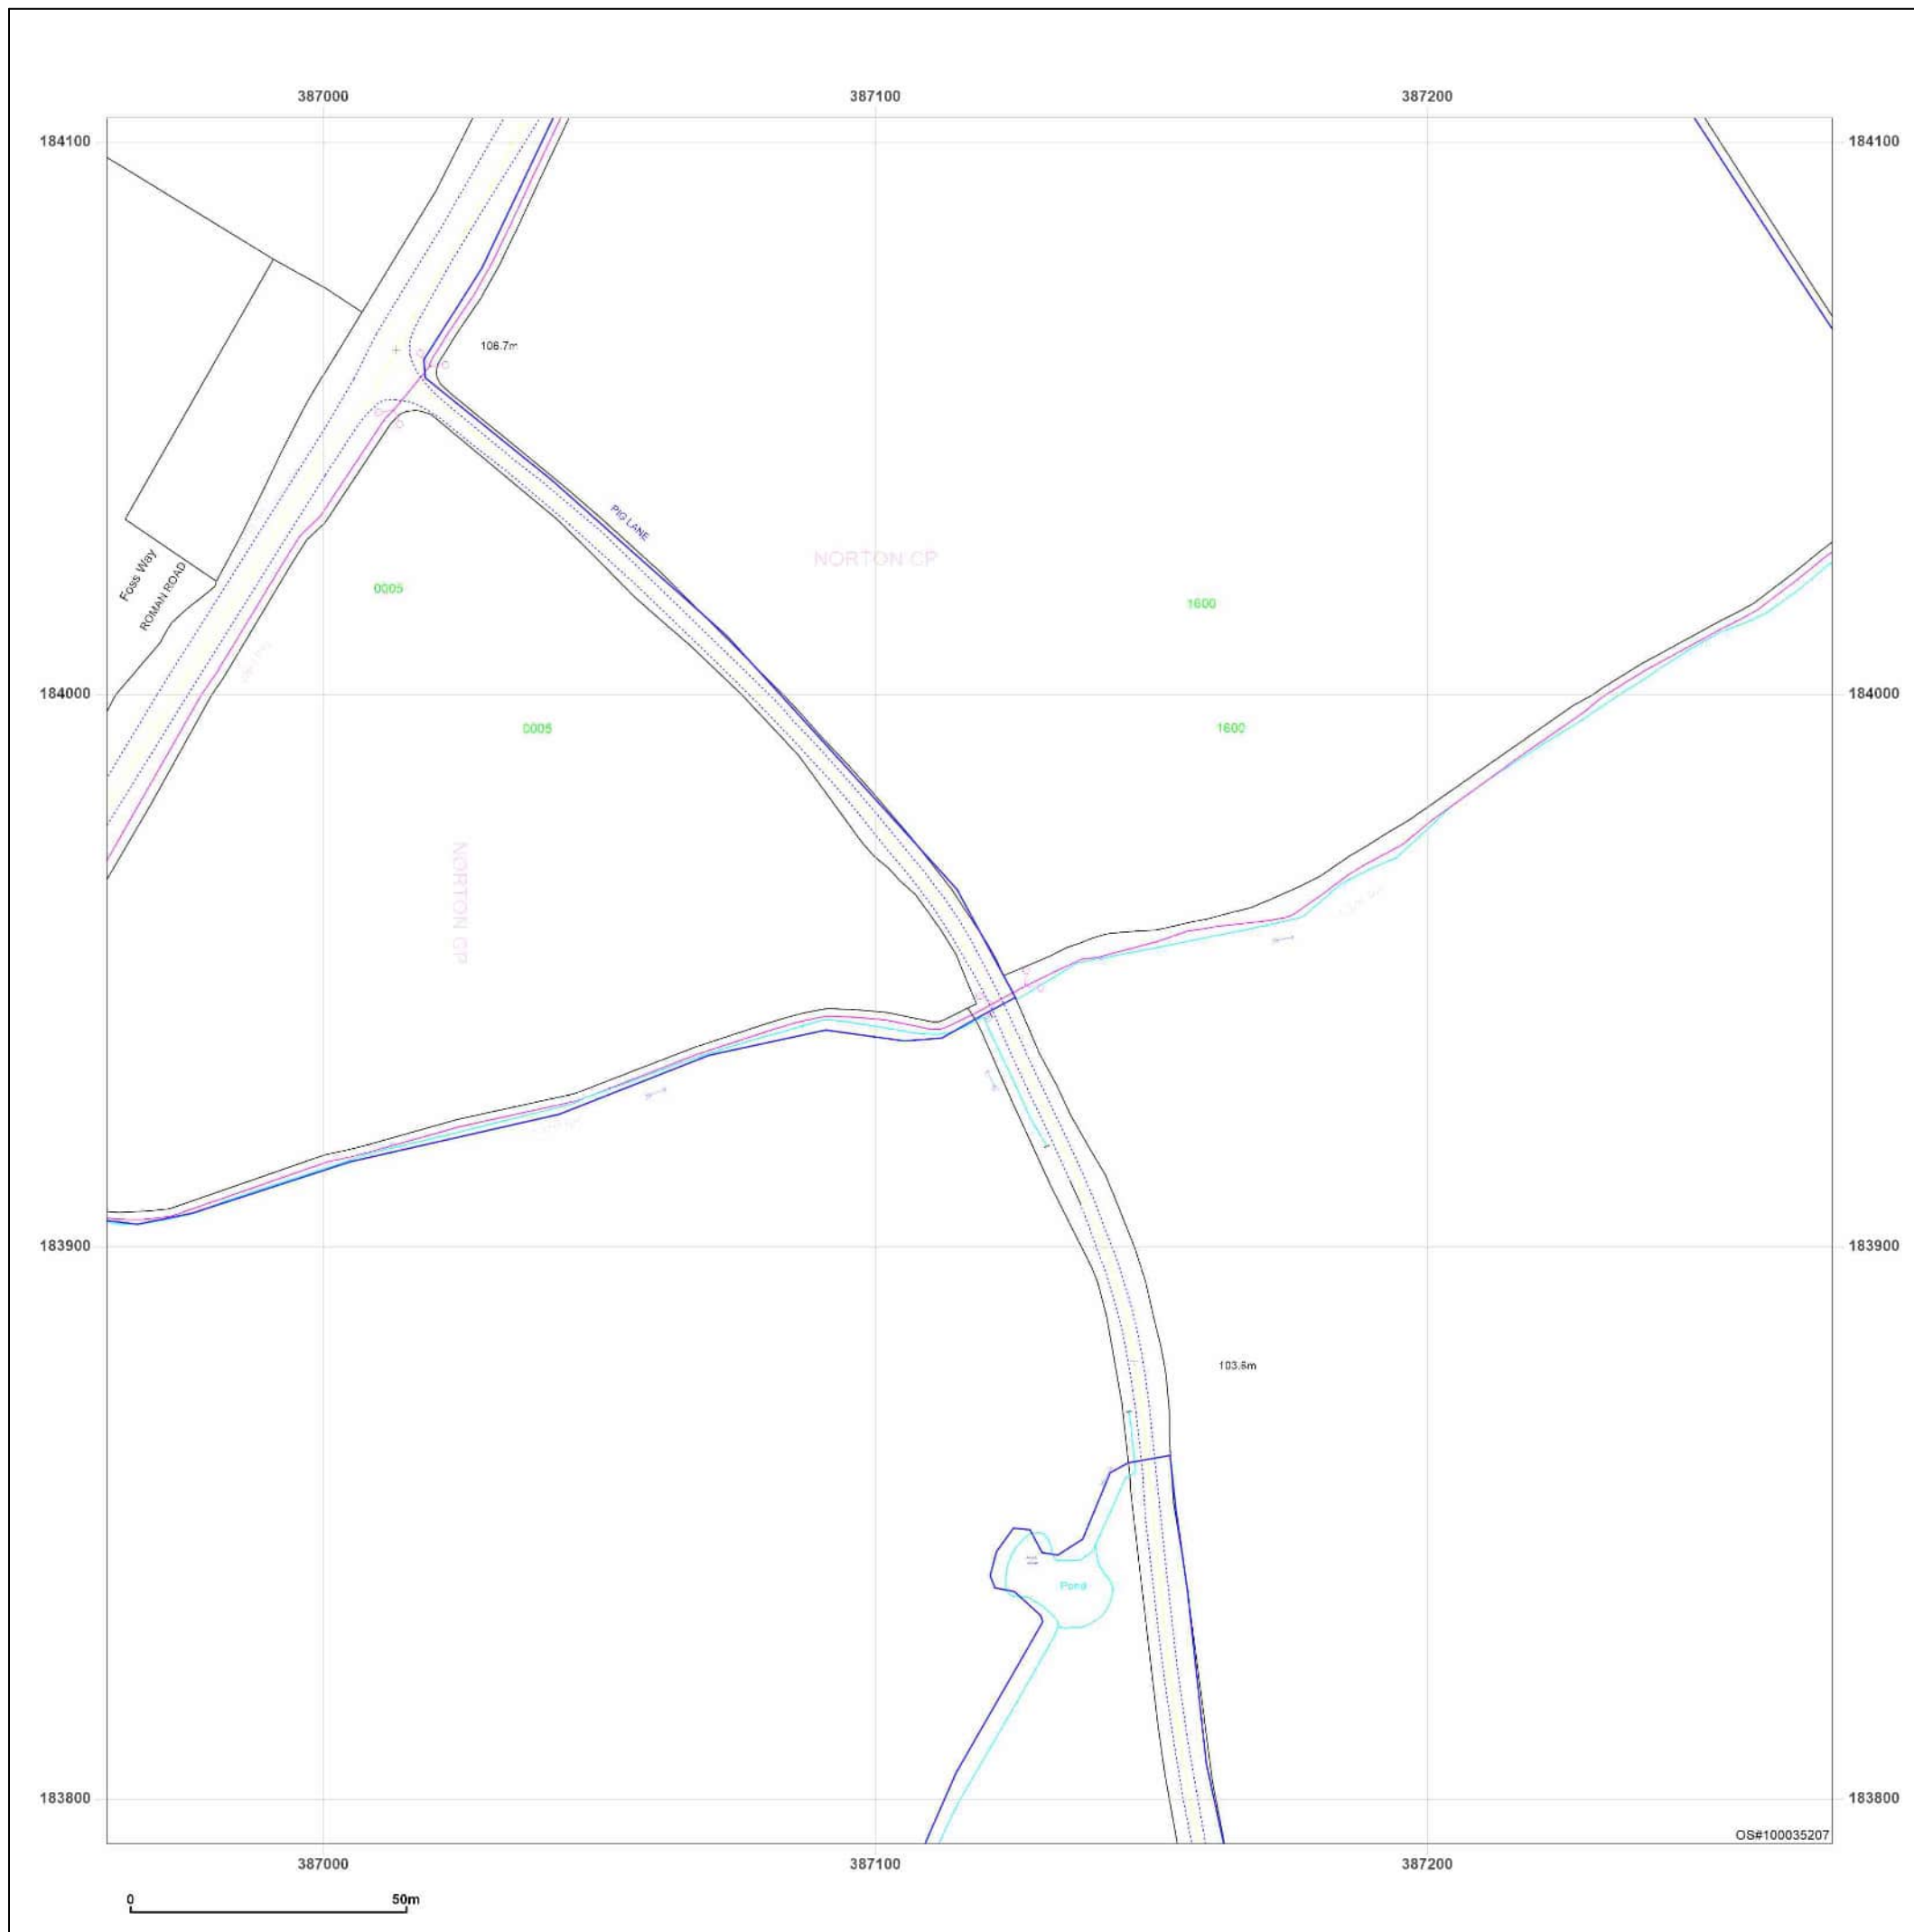 387000 387100 387200
184100 184100
106.7m
PIG LANE
NORTON CP
Foss Way
ROMAN ROAD
0005
1600
184000 184000
0005
1600
NORTON CP
183900 183900
103.6m
Pond
183800 183800
OS#100035207
387000 387100 387200
0 50m